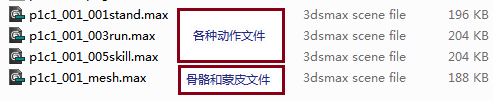 p1c1_001_001stand.max 3dsmax scene file 196 KB
p1c1_001_003run.max 各种动作文件 3dsmax scene file 204 KB
p1c1_001_005skill.max 3dsmax scene file 204 KB
p1c1_001_mesh.max 骨骼和蒙皮文件 3dsmax scene file 188 KB